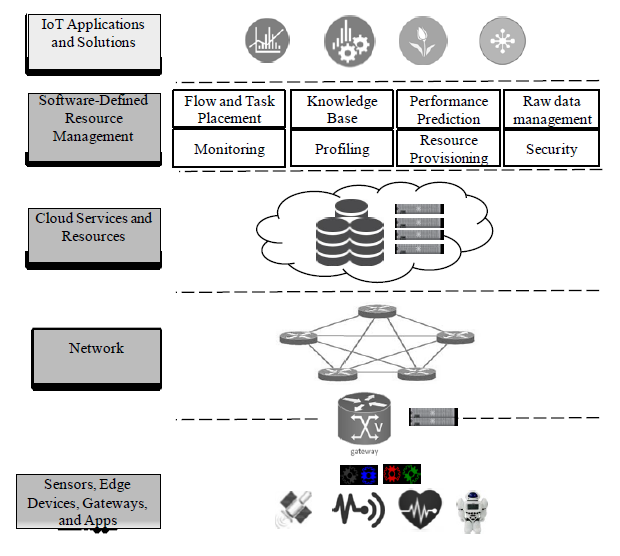 IoT Applications
and Solutions
Software-Defined
Resource
Management
Flow and Task
Placement
Knowledge
Base
Performance
Prediction
Raw data
management
Monitoring
Profiling
Resource
Provisioning
Security
Cloud Services and
Resources
Network
V
gateway
Sensors, Edge
Devices, Gateways,
and Apps